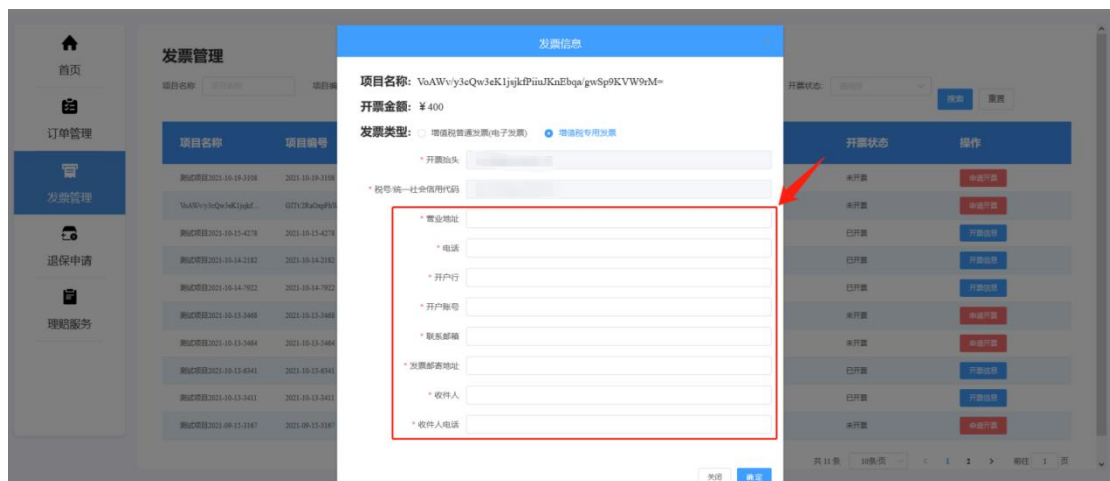 首页
订单管理
发票管理
退保申请
理赔服务
发票管理
项目名称
项目编
开票状态
搜索 重置
项目名称 项目编号 开票状态 操作
测试项目2021-10-19-3198 2021-10-19-3198 未开票 申请开票
未开票 申请开票
测试项目2021-10-15-4278 2021-10-15-4278 已开票 开票信息
测试项目2021-10-14-2182 2021-10-14-2182 已开票 开票信息
测试项目2021-10-14-7922 2021-10-14-7922 已开票 开票信息
测试项目2021-10-13-3468 2021-10-13-3468 未开票 申请开票
测试项目2021-10-13-3464 2021-10-13-3464 未开票 申请开票
测试项目2021-10-13-6341 2021-10-13-6341 已开票 开票信息
测试项目2021-10-13-3411 2021-10-13-3411 已开票 开票信息
测试项目2021-09-15-3167 2021-09-15-3167 未开票 申请开票
共 11 条 10条/页 < 1 2 > 前往 1 页
发票信息
项目名称: VoAWv/y3cQw3eK1jsjkfPiiuJKnEbqa/gwSp9KVW9rM=
开票金额: ¥400
发票类型: 增值税普通发票(电子发票) 增值税专用发票
* 开票抬头
* 税号/统一社会信用代码
* 营业地址
* 电话
* 开户行
* 开户账号
* 联系邮箱
* 发票邮寄地址
* 收件人
* 收件人电话
关闭 确定